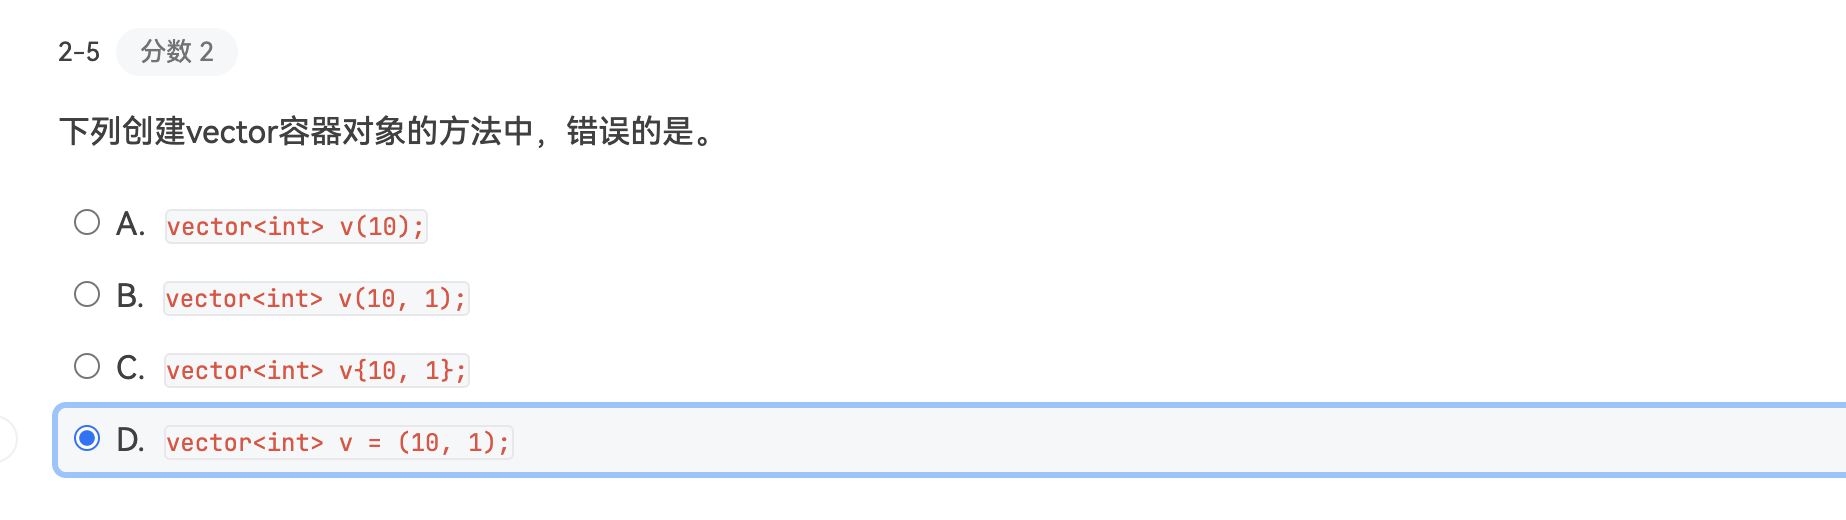 2-5 分数 2
下列创建vector容器对象的方法中，错误的是。
A. vector<int> v(10);
B. vector<int> v(10, 1);
C. vector<int> v{10, 1};
D. vector<int> v = (10, 1);